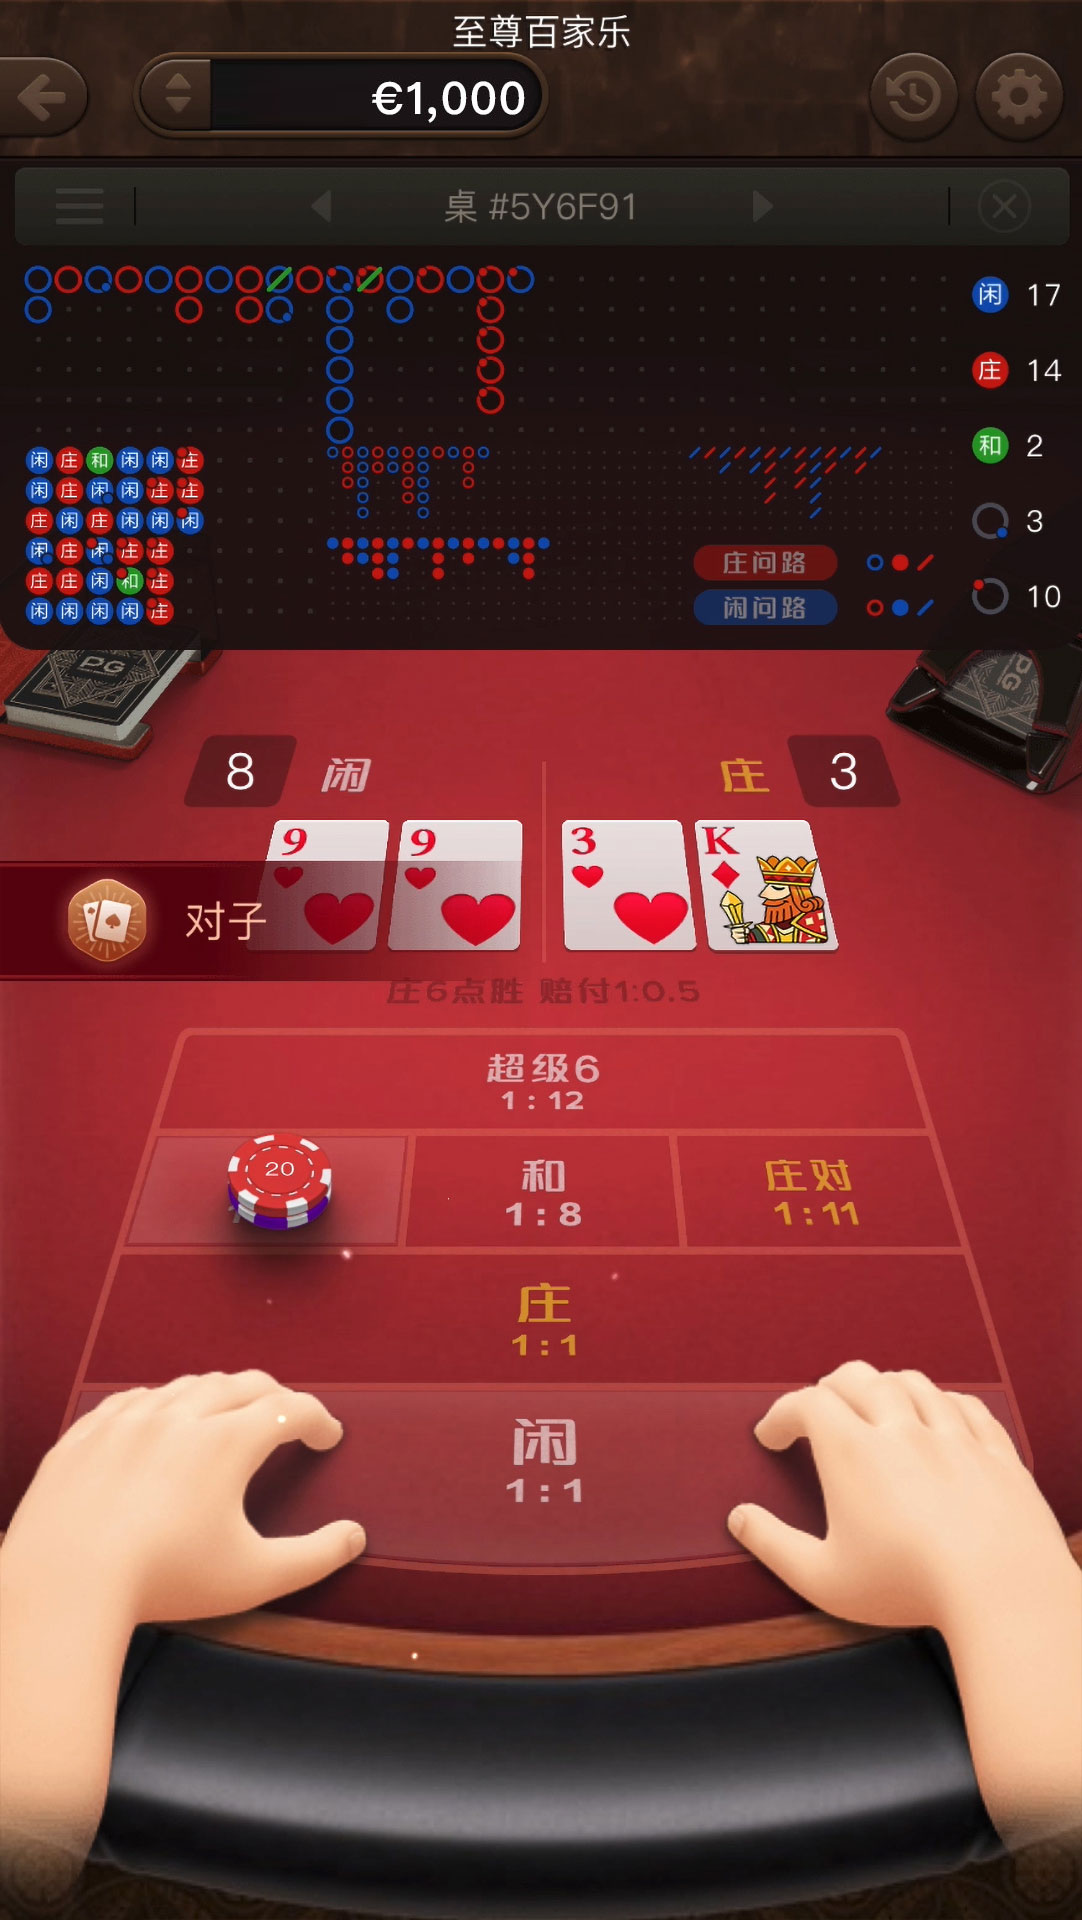 至尊百家乐
€1,000
桌 #5Y6F91
闲 17
庄 14
和 2
3
10
闲 庄 和 闲 闲 庄
闲 庄 闲 闲 庄 庄
庄 闲 庄 闲 闲 闲
闲 庄 闲 庄 庄
庄 庄 闲 和 庄
闲 闲 闲 闲 庄
庄问路
闲问路
PG
PG
8 闲
庄 3
9 9 3 K
对子
庄6点胜 赔付1:0.5
超级6
1:12
20
和
1:8
庄对
1:11
庄
1:1
闲
1:1